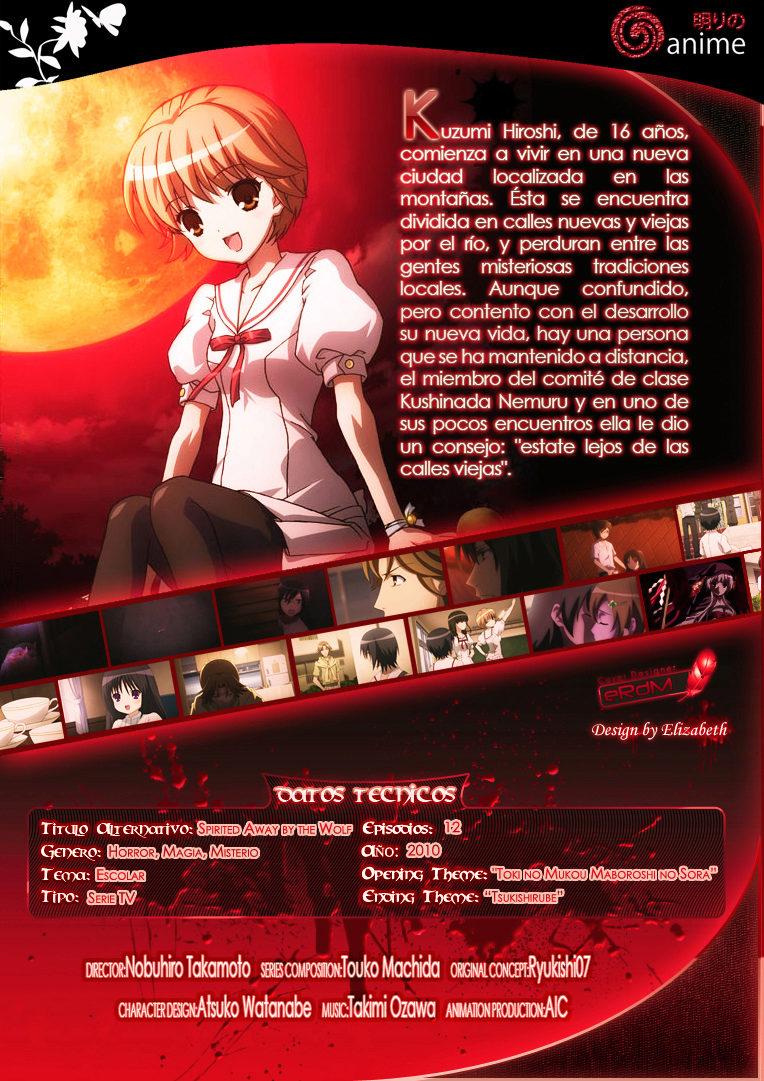 明りの
anime
Kuzumi Hiroshi, de 16 años,
comienza a vivir en una nueva
ciudad localizada en las
montañas. Ésta se encuentra
dividida en calles nuevas y viejas
por el río, y perduran entre las
gentes misteriosas tradiciones
locales. Aunque confundido,
pero contento con el desarrollo
su nueva vida, hay una persona
que se ha mantenido a distancia,
el miembro del comité de clase
Kushinada Nemuru y en uno de
sus pocos encuentros ella le dio
un consejo: "estate lejos de las
calles viejas".
Cover Designer
eRdM
Design by Elizabeth
Datos Tecnicos
Titulo Alternativo: Spirited Away by the Wolf
Genero: Horror, Magia, Misterio
Tema: Escolar
Tipo: Serie TV
Episodios: 12
Año: 2010
Opening Theme: "Toki no Mukou Maboroshi no Sora"
Ending Theme: "Tsukishirube"
DIRECTOR:Nobuhiro Takamoto SERIES COMPOSITION:Touko Machida ORIGINAL CONCEPT:Ryukishi07
CHARACTER DESIGN:Atsuko Watanabe MUSIC:Takimi Ozawa ANIMATION PRODUCTION:AIC